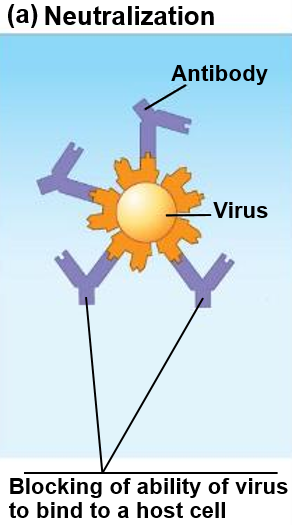 (a) Neutralization
Antibody
Virus
Blocking of ability of virus
to bind to a host cell